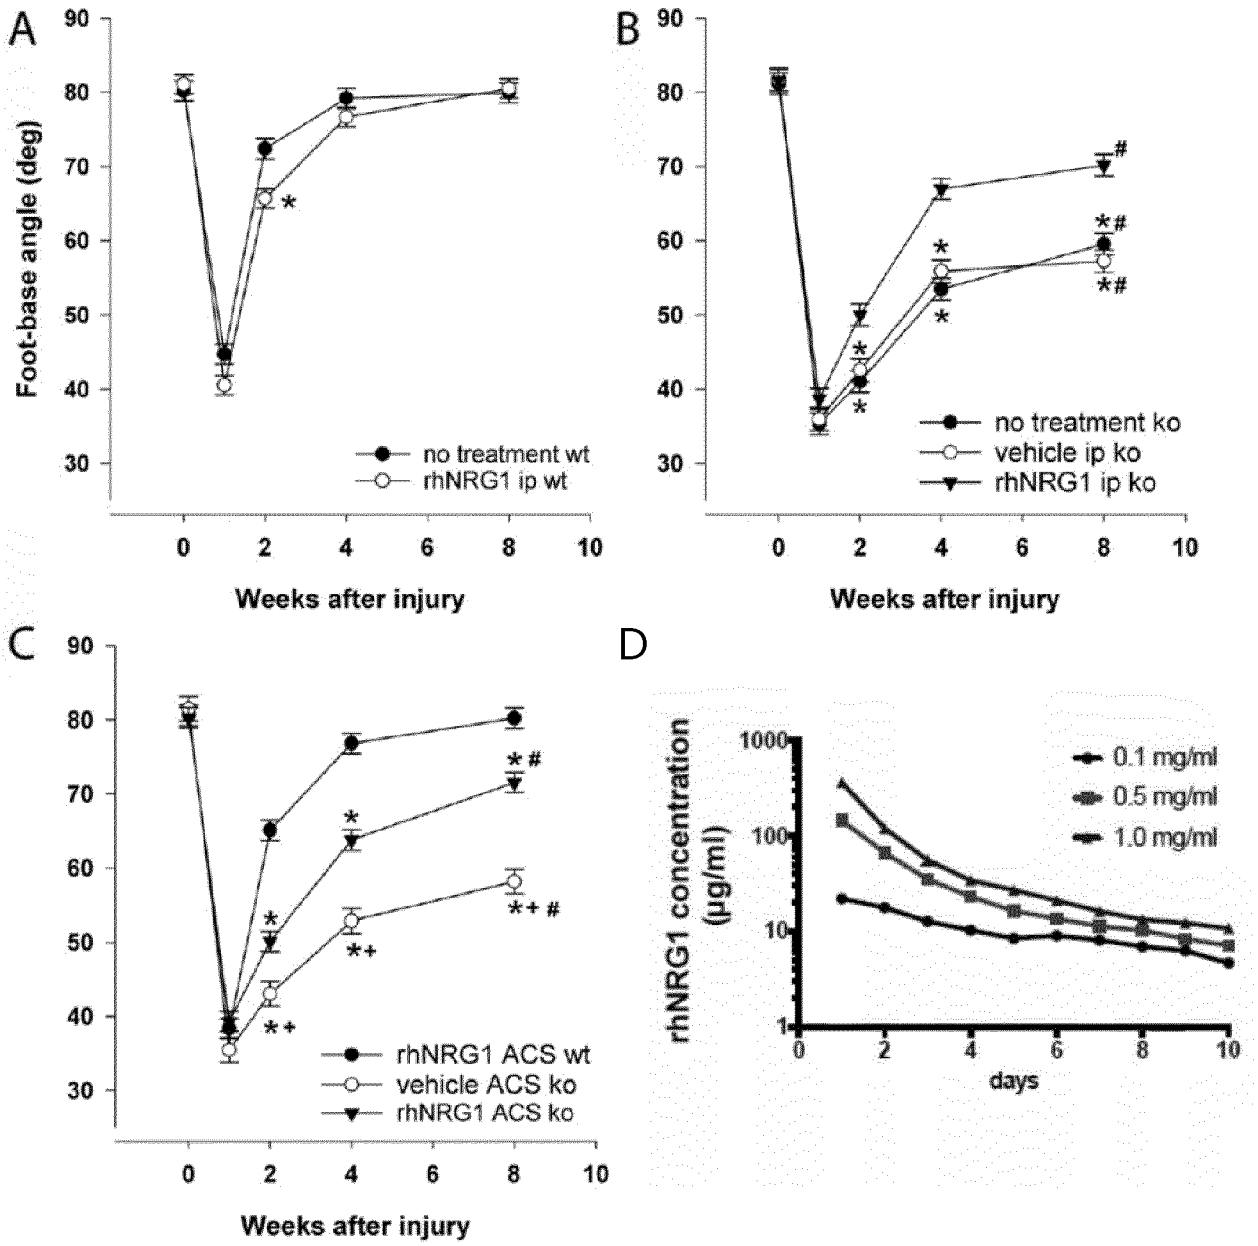 A
90
80
70
60
50
40
30
Foot-base angle (deg)
*
no treatment wt
rhNRG1 ip wt
0 2 4 6 8 10
Weeks after injury
B
90
80
70
60
50
40
30
#
*#
*#
*
*
*
*
no treatment ko
vehicle ip ko
rhNRG1 ip ko
0 2 4 6 8 10
Weeks after injury
C
90
80
70
60
50
40
30
*#
*
*+#
*
*+
*+
rhNRG1 ACS wt
vehicle ACS ko
rhNRG1 ACS ko
0 2 4 6 8 10
Weeks after injury
D
rhNRG1 concentration
(µg/ml)
1000
100
10
1
0.1 mg/ml
0.5 mg/ml
1.0 mg/ml
0 2 4 6 8 10
days